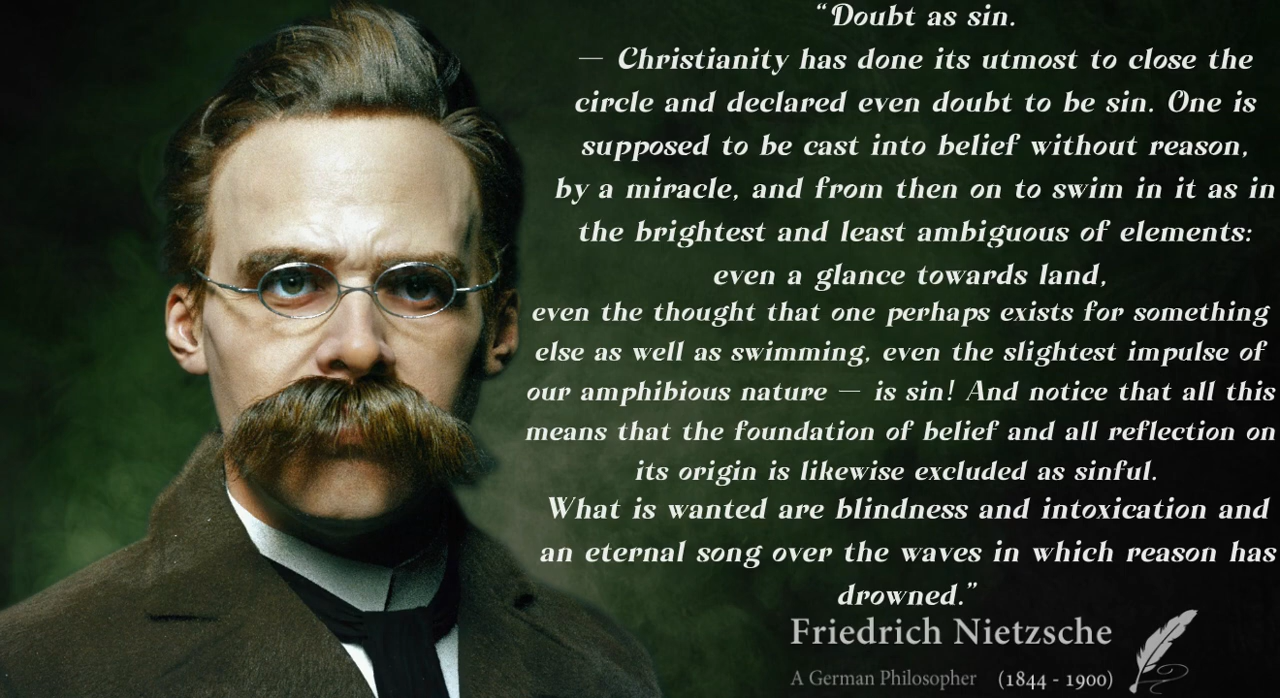 “Doubt as sin.
— Christianity has done its utmost to close the
circle and declared even doubt to be sin. One is
supposed to be cast into belief without reason,
by a miracle, and from then on to swim in it as in
the brightest and least ambiguous of elements:
even a glance towards land,
even the thought that one perhaps exists for something
else as well as swimming, even the slightest impulse of
our amphibious nature — is sin! And notice that all this
means that the foundation of belief and all reflection on
its origin is likewise excluded as sinful.
What is wanted are blindness and intoxication and
an eternal song over the waves in which reason has
drowned.”
Friedrich Nietzsche
A German Philosopher (1844 - 1900)